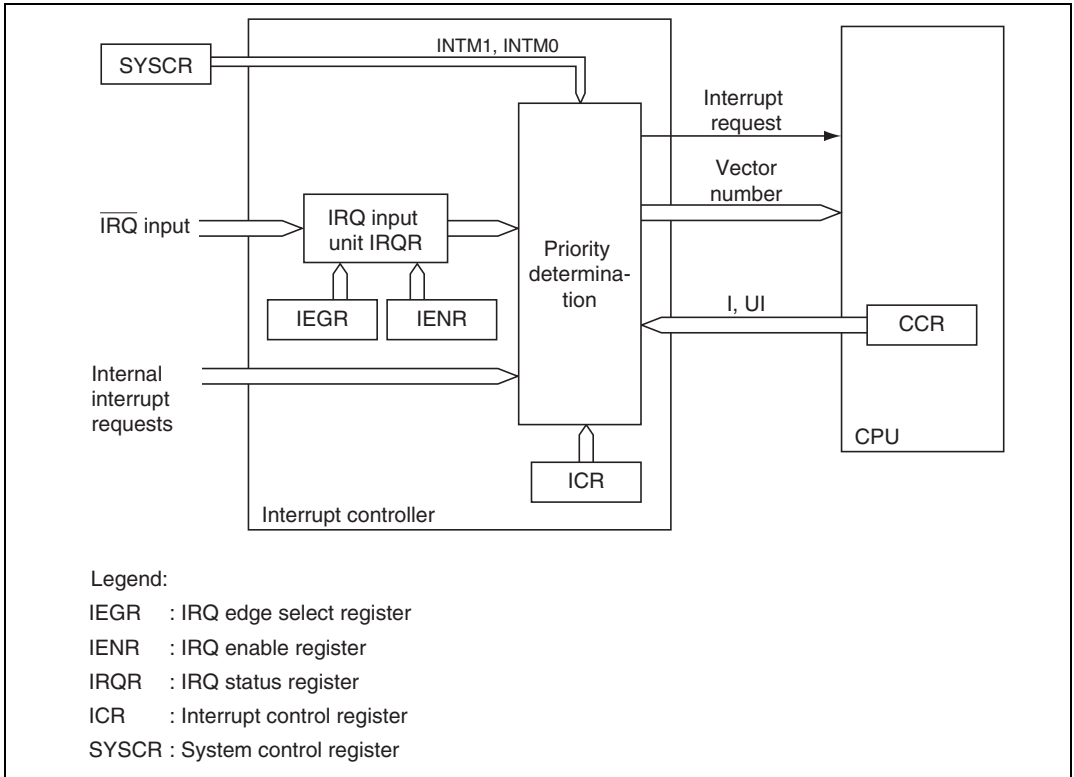 INTM1, INTM0
SYSCR
Interrupt
request
Vector
number
IRQ input
IRQ input
unit IRQR
Priority
determina-
tion
IEGR
IENR
I, UI
CCR
Internal
interrupt
requests
CPU
ICR
Interrupt controller
Legend:
IEGR : IRQ edge select register
IENR : IRQ enable register
IRQR : IRQ status register
ICR : Interrupt control register
SYSCR : System control register